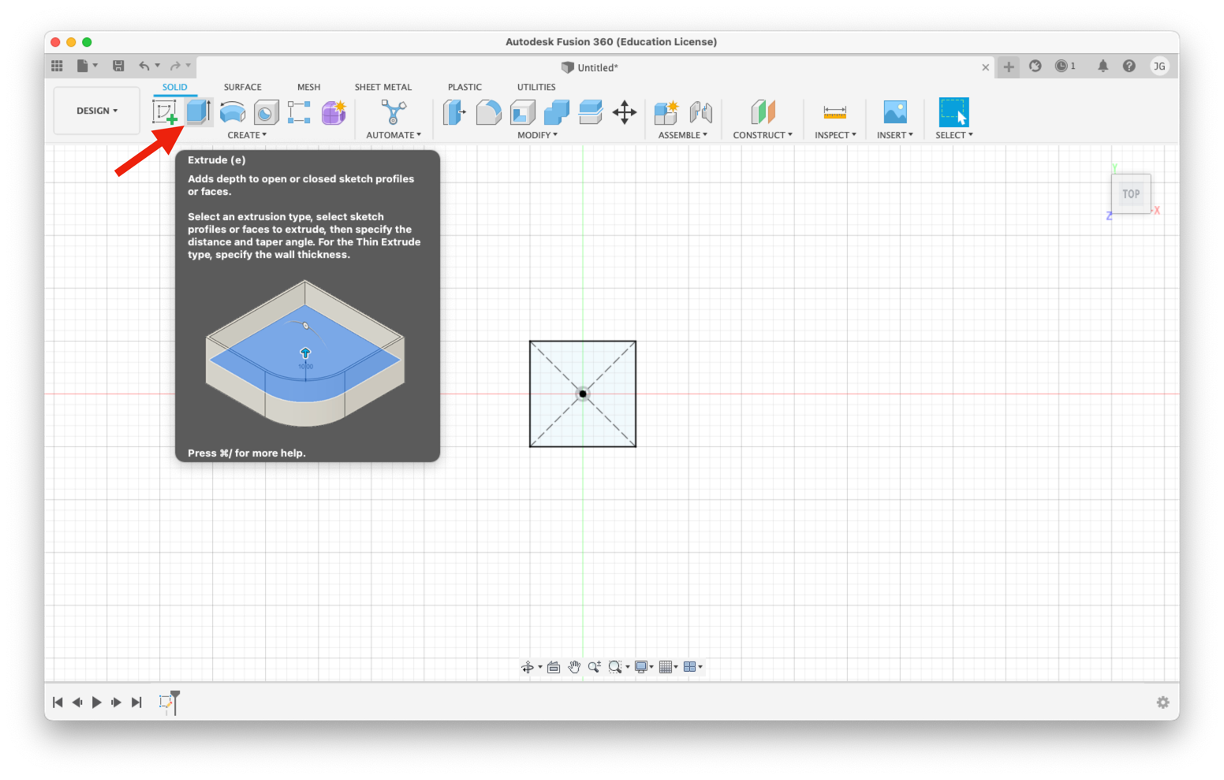 Autodesk Fusion 360 (Education License)
Untitled*
1
JG
DESIGN
SOLID
SURFACE
MESH
SHEET METAL
PLASTIC
UTILITIES
CREATE
AUTOMATE
MODIFY
ASSEMBLE
CONSTRUCT
INSPECT
INSERT
SELECT
Extrude (e)
Adds depth to open or closed sketch profiles
or faces.
Select an extrusion type, select sketch
profiles or faces to extrude, then specify the
distance and taper angle. For the Thin Extrude
type, specify the wall thickness.
Press ⌘/ for more help.
Y
TOP
Z
X